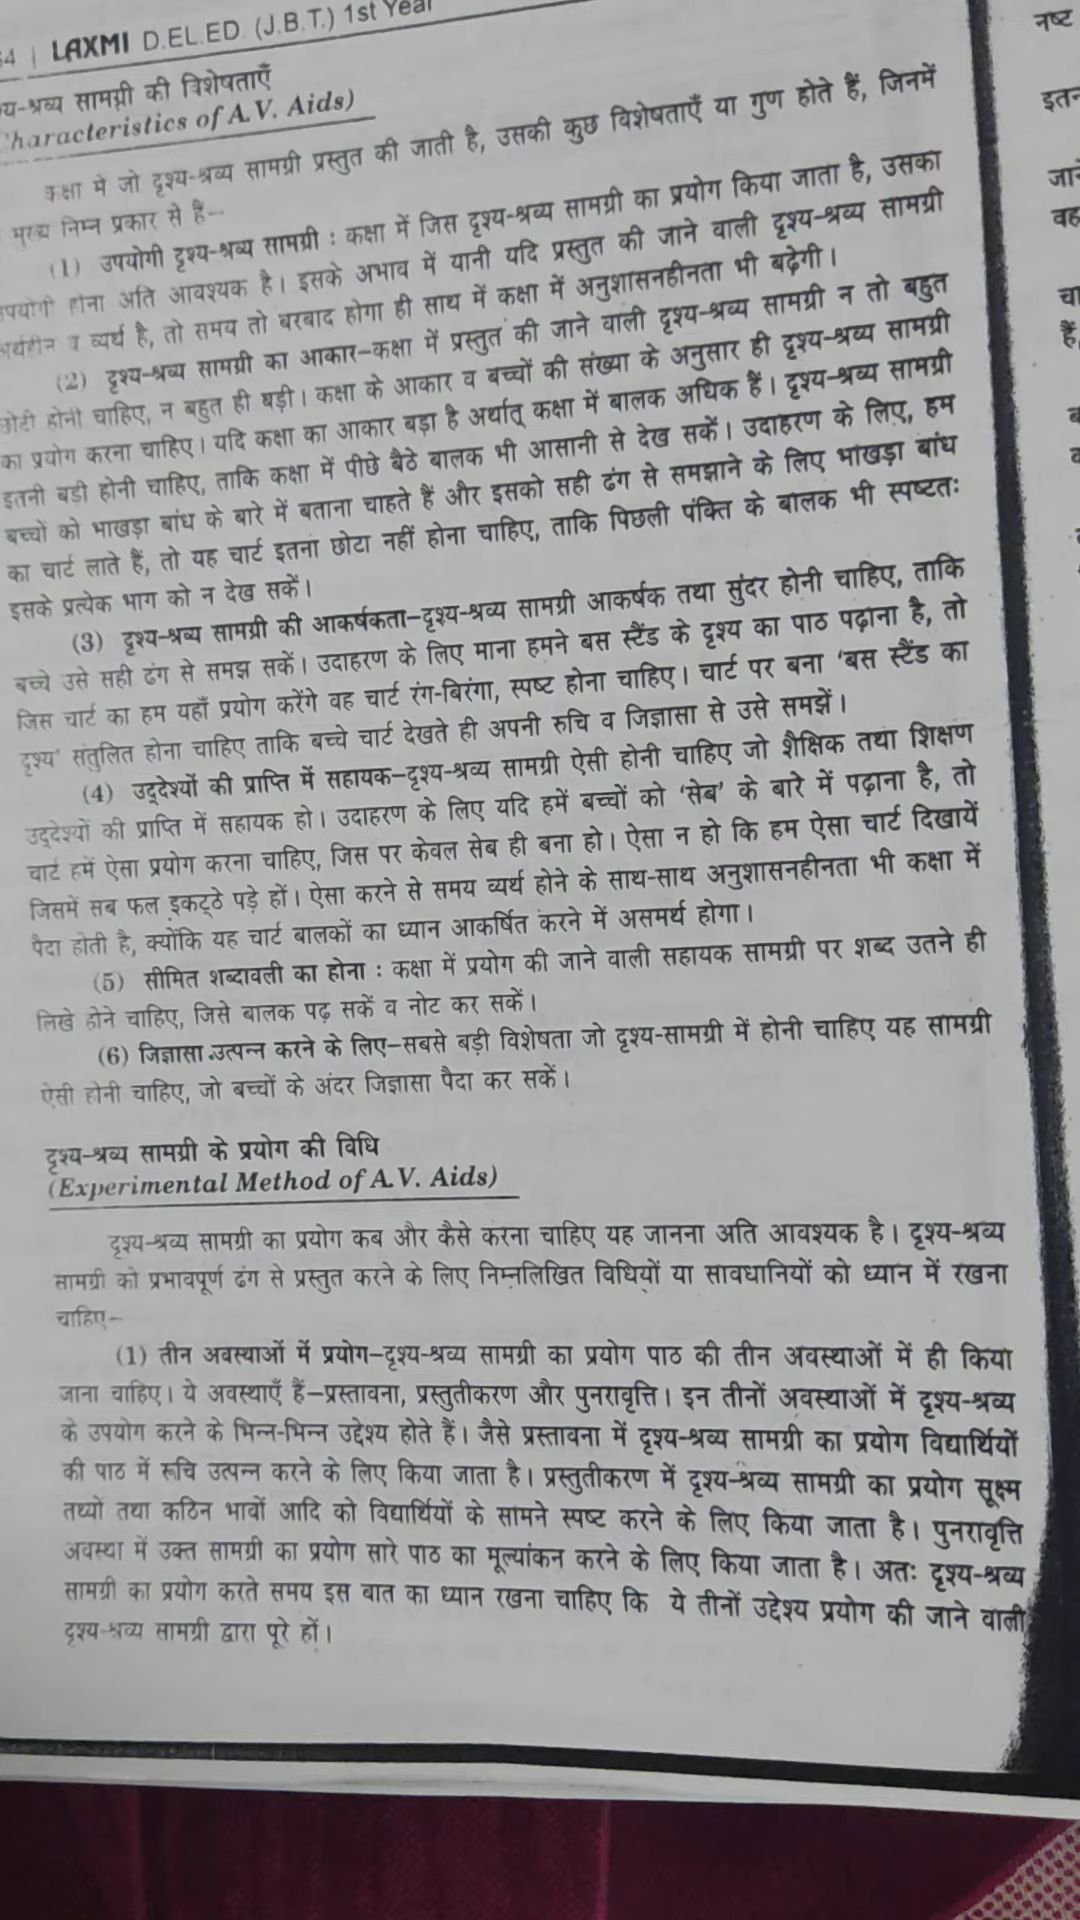 54 | LAXMI D.EL.ED. (J.B.T.) 1st Year
य-श्रव्य सामग्री की विशेषताएँ
Characteristics of A.V. Aids)
कक्षा में जो दृश्य-श्रव्य सामग्री प्रस्तुत की जाती है, उसकी कुछ विशेषताएँ या गुण होते हैं, जिनमें
मुख्य निम्न प्रकार से हैं–
(1) उपयोगी दृश्य-श्रव्य सामग्री : कक्षा में जिस दृश्य-श्रव्य सामग्री का प्रयोग किया जाता है, उसका
उपयोगी होना अति आवश्यक है। इसके अभाव में यानी यदि प्रस्तुत की जाने वाली दृश्य-श्रव्य सामग्री
अर्थहीन व व्यर्थ है, तो समय तो बरबाद होगा ही साथ में कक्षा में अनुशासनहीनता भी बढ़ेगी।
(2) दृश्य-श्रव्य सामग्री का आकार–कक्षा में प्रस्तुत की जाने वाली दृश्य-श्रव्य सामग्री न तो बहुत
छोटी होनी चाहिए, न बहुत ही बड़ी। कक्षा के आकार व बच्चों की संख्या के अनुसार ही दृश्य-श्रव्य सामग्री
का प्रयोग करना चाहिए। यदि कक्षा का आकार बड़ा है अर्थात् कक्षा में बालक अधिक हैं। दृश्य-श्रव्य सामग्री
इतनी बड़ी होनी चाहिए, ताकि कक्षा में पीछे बैठे बालक भी आसानी से देख सकें। उदाहरण के लिए, हम
बच्चों को भाखड़ा बांध के बारे में बताना चाहते हैं और इसको सही ढंग से समझाने के लिए भाखड़ा बांध
का चार्ट लाते हैं, तो यह चार्ट इतना छोटा नहीं होना चाहिए, ताकि पिछली पंक्ति के बालक भी स्पष्टतः
इसके प्रत्येक भाग को न देख सकें।
(3) दृश्य-श्रव्य सामग्री की आकर्षकता–दृश्य-श्रव्य सामग्री आकर्षक तथा सुंदर होनी चाहिए, ताकि
बच्चे उसे सही ढंग से समझ सकें। उदाहरण के लिए माना हमने बस स्टैंड के दृश्य का पाठ पढ़ाना है, तो
जिस चार्ट का हम यहाँ प्रयोग करेंगे वह चार्ट रंग-बिरंगा, स्पष्ट होना चाहिए। चार्ट पर बना 'बस स्टैंड का
दृश्य' संतुलित होना चाहिए ताकि बच्चे चार्ट देखते ही अपनी रुचि व जिज्ञासा से उसे समझें।
(4) उद्देश्यों की प्राप्ति में सहायक–दृश्य-श्रव्य सामग्री ऐसी होनी चाहिए जो शैक्षिक तथा शिक्षण
उद्देश्यों की प्राप्ति में सहायक हो। उदाहरण के लिए यदि हमें बच्चों को 'सेब' के बारे में पढ़ाना है, तो
चार्ट हमें ऐसा प्रयोग करना चाहिए, जिस पर केवल सेब ही बना हो। ऐसा न हो कि हम ऐसा चार्ट दिखायें
जिसमें सब फल इकट्ठे पड़े हों। ऐसा करने से समय व्यर्थ होने के साथ-साथ अनुशासनहीनता भी कक्षा में
पैदा होती है, क्योंकि यह चार्ट बालकों का ध्यान आकर्षित करने में असमर्थ होगा।
(5) सीमित शब्दावली का होना : कक्षा में प्रयोग की जाने वाली सहायक सामग्री पर शब्द उतने ही
लिखे होने चाहिए, जिसे बालक पढ़ सकें व नोट कर सकें।
(6) जिज्ञासा उत्पन्न करने के लिए–सबसे बड़ी विशेषता जो दृश्य-सामग्री में होनी चाहिए यह सामग्री
ऐसी होनी चाहिए, जो बच्चों के अंदर जिज्ञासा पैदा कर सकें।
दृश्य-श्रव्य सामग्री के प्रयोग की विधि
(Experimental Method of A.V. Aids)
दृश्य-श्रव्य सामग्री का प्रयोग कब और कैसे करना चाहिए यह जानना अति आवश्यक है। दृश्य-श्रव्य
सामग्री को प्रभावपूर्ण ढंग से प्रस्तुत करने के लिए निम्नलिखित विधियों या सावधानियों को ध्यान में रखना
चाहिए–
(1) तीन अवस्थाओं में प्रयोग–दृश्य-श्रव्य सामग्री का प्रयोग पाठ की तीन अवस्थाओं में ही किया
जाना चाहिए। ये अवस्थाएँ हैं–प्रस्तावना, प्रस्तुतीकरण और पुनरावृत्ति। इन तीनों अवस्थाओं में दृश्य-श्रव्य
के उपयोग करने के भिन्न-भिन्न उद्देश्य होते हैं। जैसे प्रस्तावना में दृश्य-श्रव्य सामग्री का प्रयोग विद्यार्थियों
की पाठ में रूचि उत्पन्न करने के लिए किया जाता है। प्रस्तुतीकरण में दृश्य-श्रव्य सामग्री का प्रयोग सूक्ष्म
तथ्यों तथा कठिन भावों आदि को विद्यार्थियों के सामने स्पष्ट करने के लिए किया जाता है। पुनरावृत्ति
अवस्था में उक्त सामग्री का प्रयोग सारे पाठ का मूल्यांकन करने के लिए किया जाता है। अतः दृश्य-श्रव्य
सामग्री का प्रयोग करते समय इस बात का ध्यान रखना चाहिए कि ये तीनों उद्देश्य प्रयोग की जाने वाली
दृश्य-श्रव्य सामग्री द्वारा पूरे हों।
नष्ट
वह